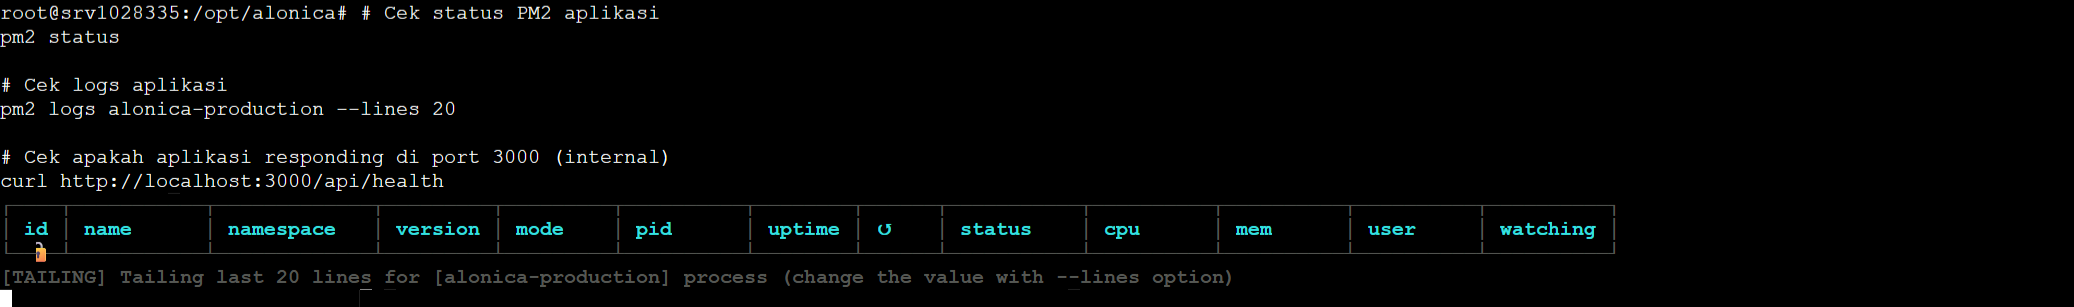 root@srv1028335:/opt/alonica# # Cek status PM2 aplikasi
pm2 status
# Cek logs aplikasi
pm2 logs alonica-production --lines 20
# Cek apakah aplikasi responding di port 3000 (internal)
curl http://localhost:3000/api/health
id name namespace version mode pid uptime ↺ status cpu mem user watching
[TAILING] Tailing last 20 lines for [alonica-production] process (change the value with --lines option)